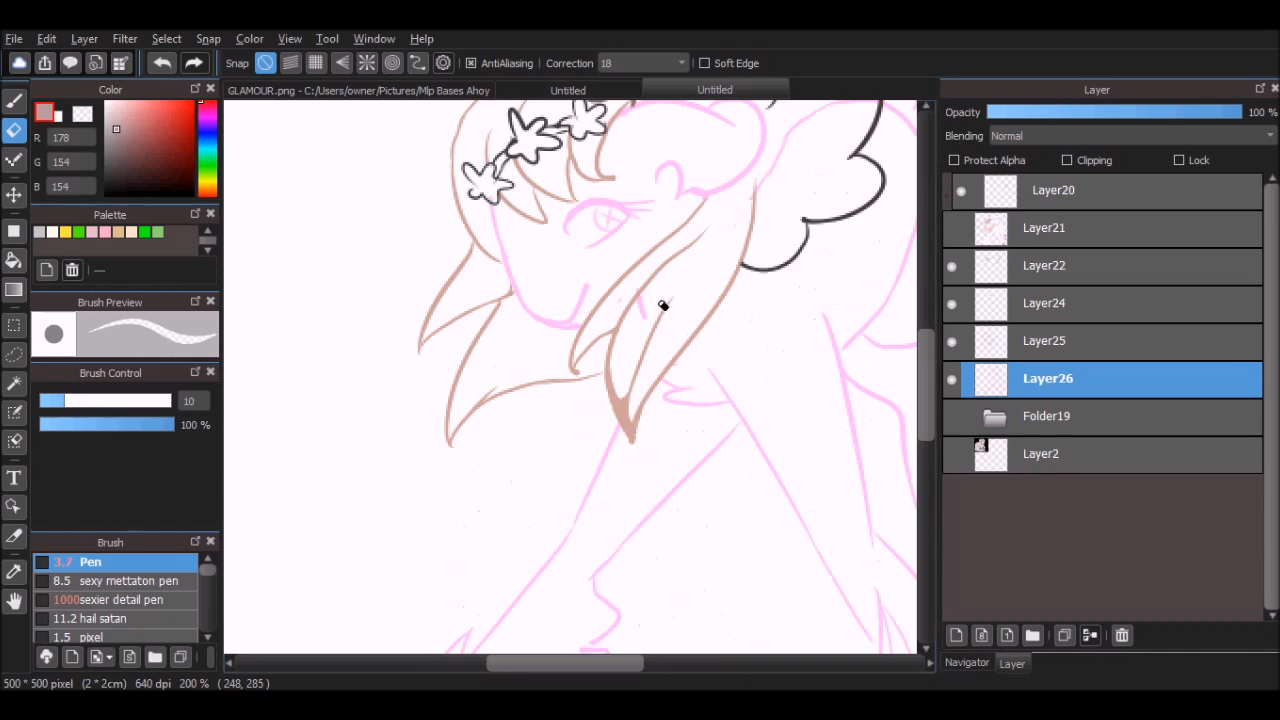 File Edit Layer Filter Select Snap Color View Tool Window Help
Snap AntiAliasing Correction 18 Soft Edge
Color
GLAMOUR.png - C:/Users/owner/Pictures/Mlp Bases Ahoy Untitled Untitled
Layer
R 178
G 154
B 154
Opacity 100 %
Blending Normal
Protect Alpha Clipping Lock
Palette
Layer20
Layer21
Layer22
Layer24
Layer25
Layer26
Folder19
Layer2
Brush Preview
Brush Control
10
100 %
Brush
3.7 Pen
8.5 sexy mettaton pen
1000 sexier detail pen
11.2 hail satan
1.5 pixel
Navigator Layer
500 * 500 pixel (2 * 2cm) 640 dpi 200 % ( 248, 285 )